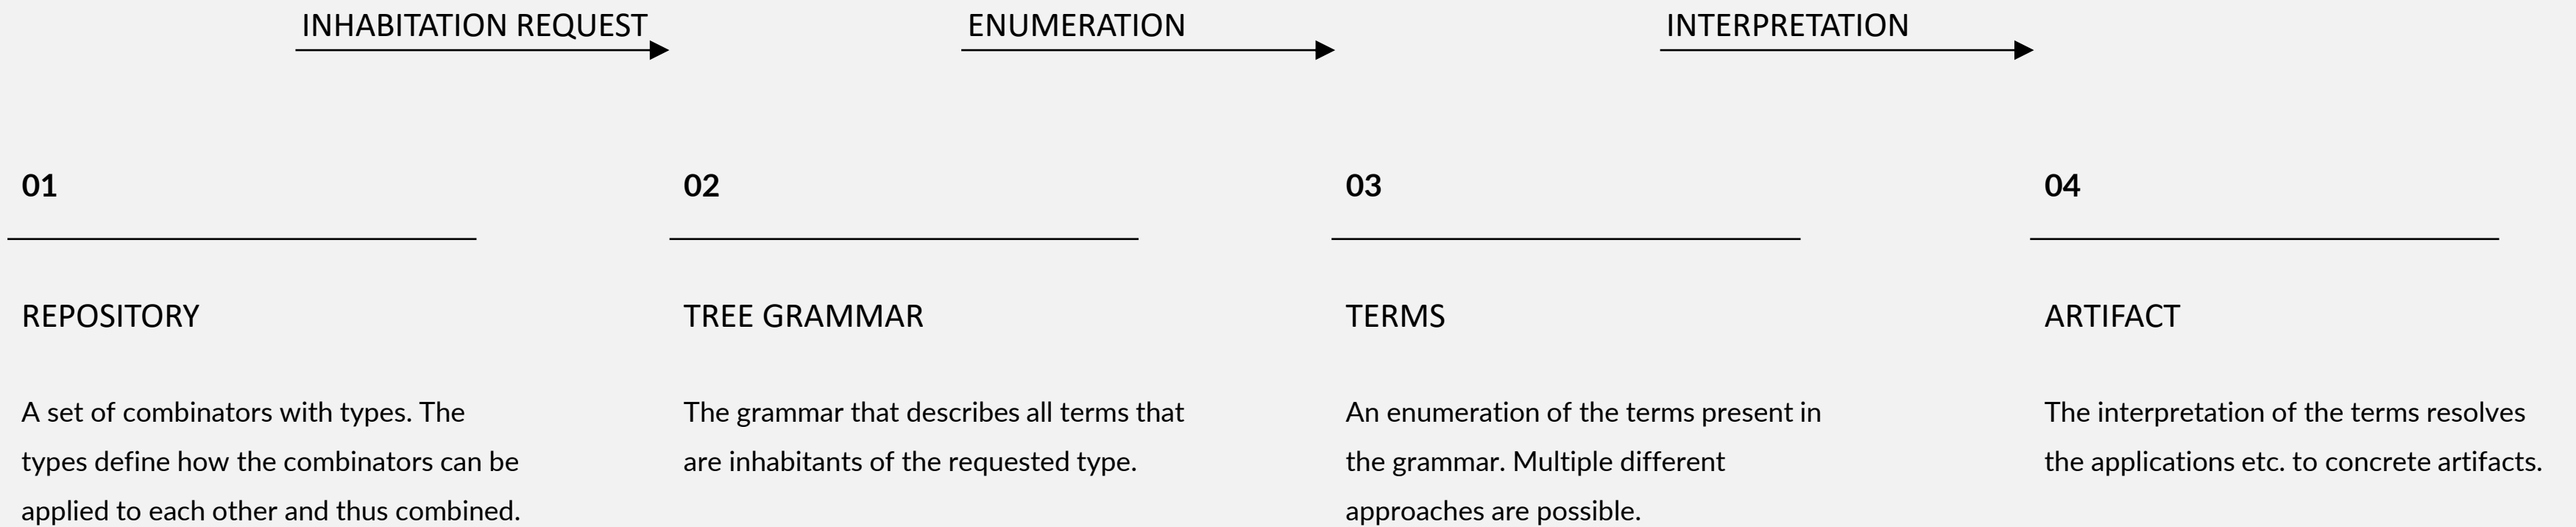 INHABITATION REQUEST
ENUMERATION
INTERPRETATION
01
REPOSITORY
A set of combinators with types. The
types define how the combinators can be
applied to each other and thus combined.
02
TREE GRAMMAR
The grammar that describes all terms that
are inhabitants of the requested type.
03
TERMS
An enumeration of the terms present in
the grammar. Multiple different
approaches are possible.
04
ARTIFACT
The interpretation of the terms resolves
the applications etc. to concrete artifacts.